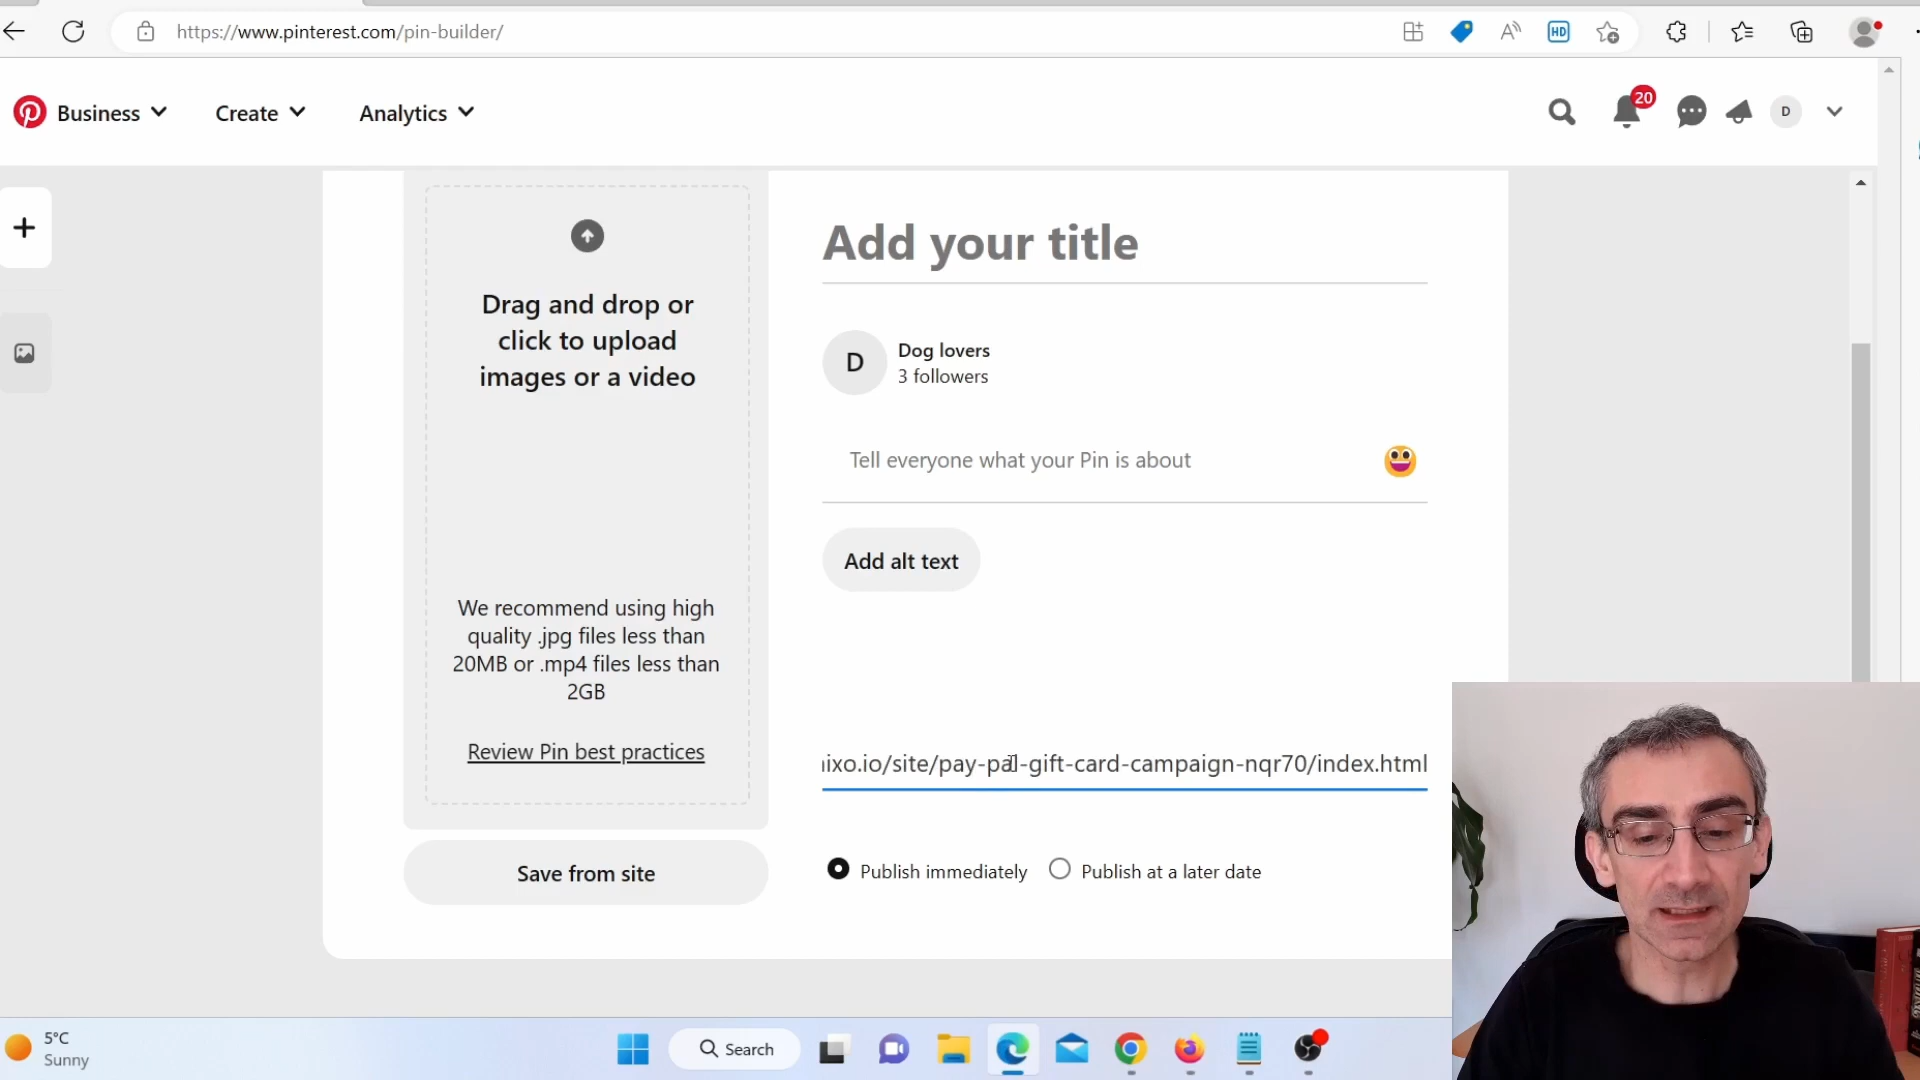 https://www.pinterest.com/pin-builder/
HD
Business
Create
Analytics
20
D
Add your title
Drag and drop or
click to upload
images or a video
D
Dog lovers
3 followers
Tell everyone what your Pin is about
Add alt text
We recommend using high
quality .jpg files less than
20MB or .mp4 files less than
2GB
Review Pin best practices
ixo.io/site/pay-pal-gift-card-campaign-nqr70/index.html
Save from site
Publish immediately
Publish at a later date
5°C
Sunny
Search